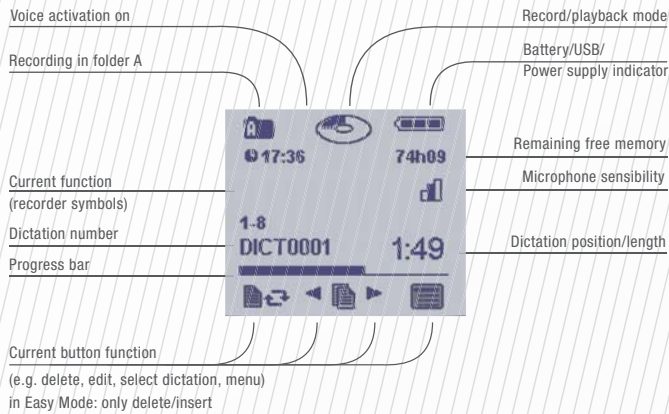 Voice activation on
Record/playback mode
Recording in folder A
Battery/USB/
Power supply indicator
A
17:36
74h09
Remaining free memory
Microphone sensibility
Current function
(recorder symbols)
1-8
Dictation number
DICT0001
1:49
Dictation position/length
Progress bar
Current button function
(e.g. delete, edit, select dictation, menu)
in Easy Mode: only delete/insert